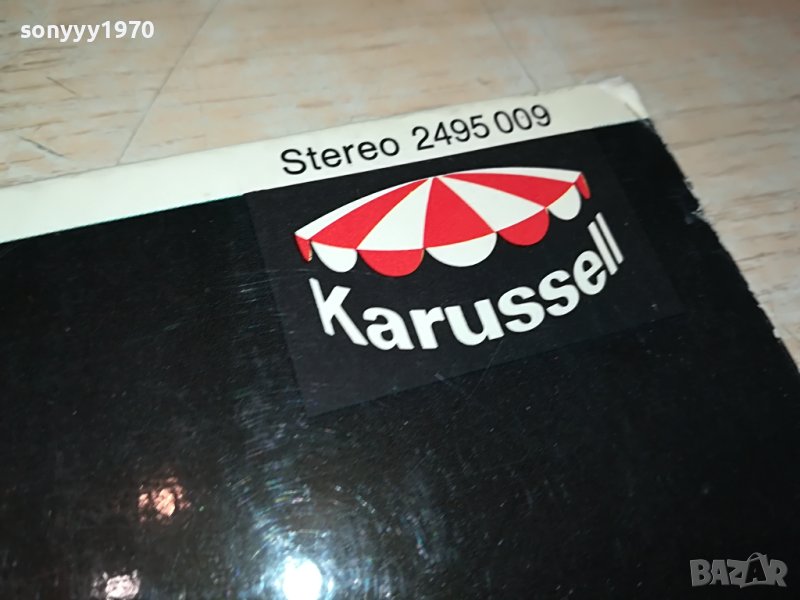 sonyyy1970
Stereo 2495 009
Karussell
BAZAR